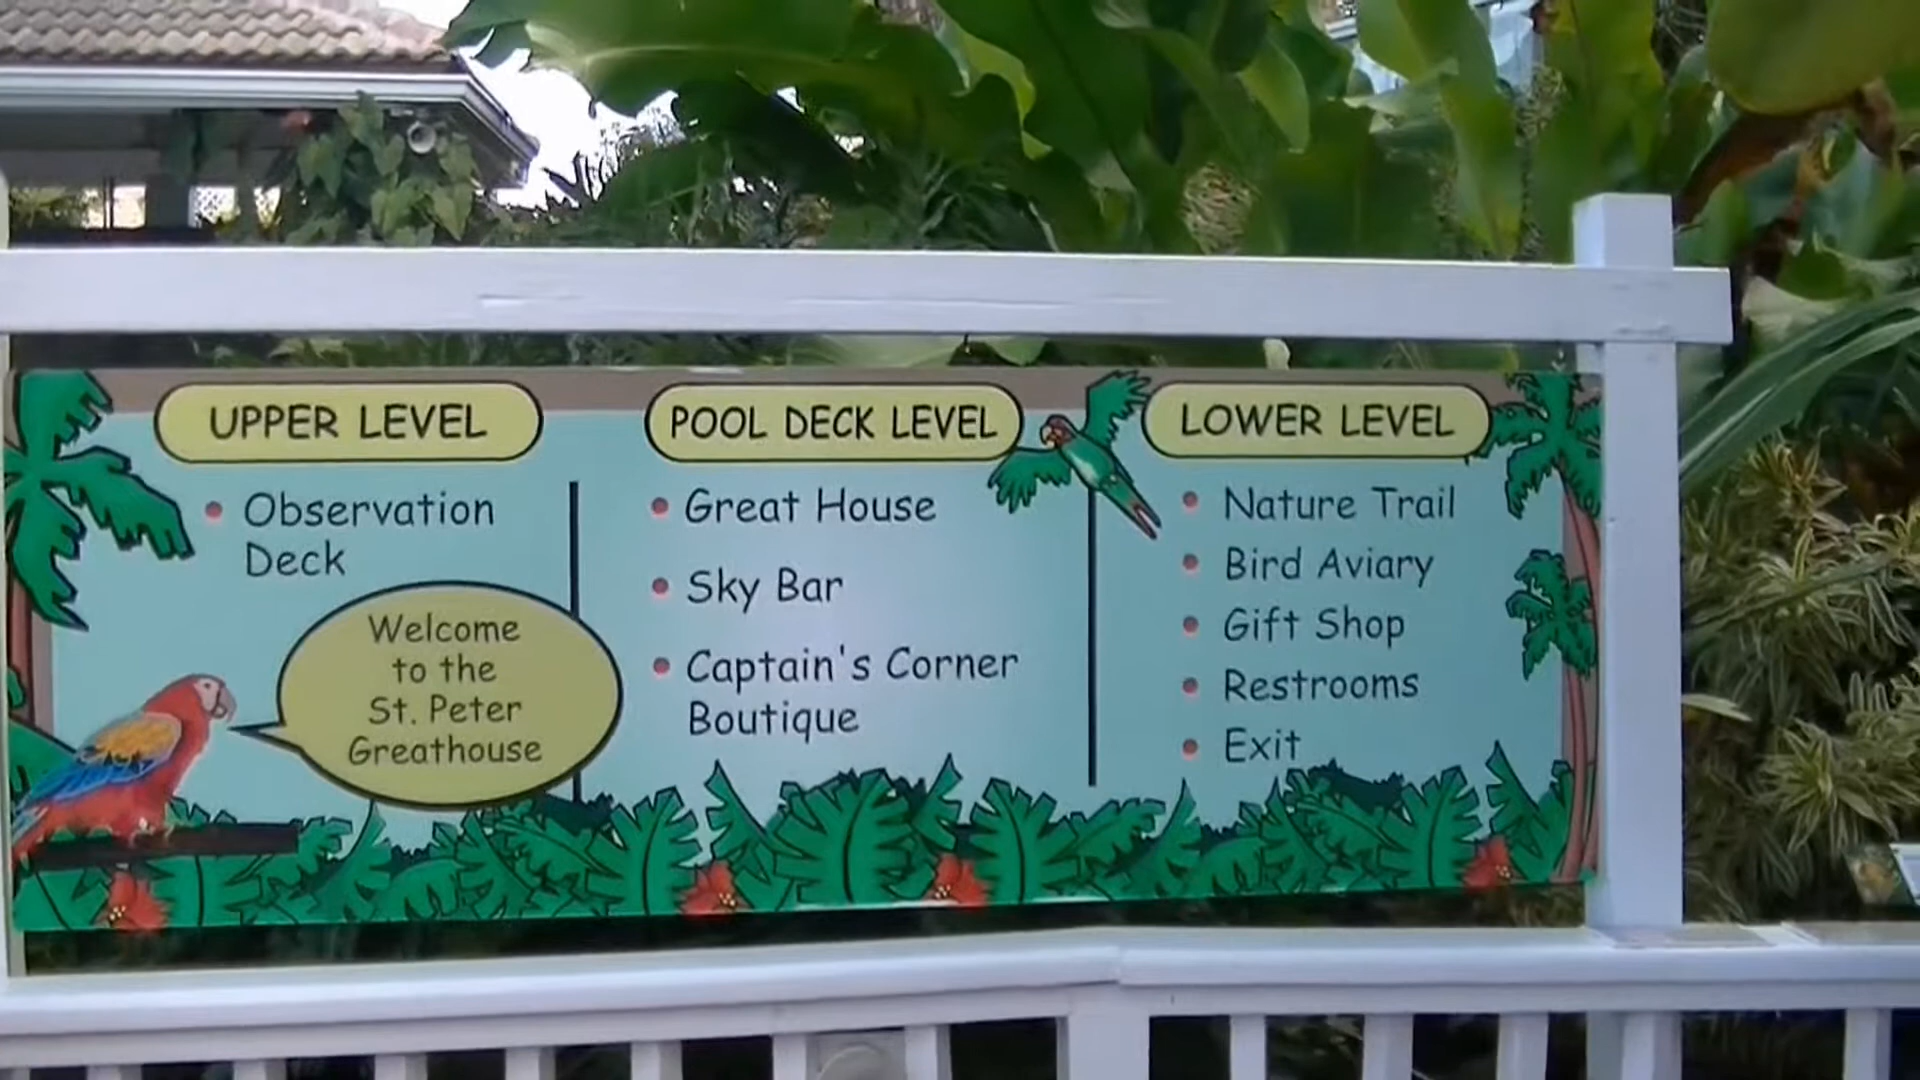 UPPER LEVEL
Observation
Deck
Welcome
to the
St. Peter
Greathouse
POOL DECK LEVEL
Great House
Sky Bar
Captain's Corner
Boutique
LOWER LEVEL
Nature Trail
Bird Aviary
Gift Shop
Restrooms
Exit